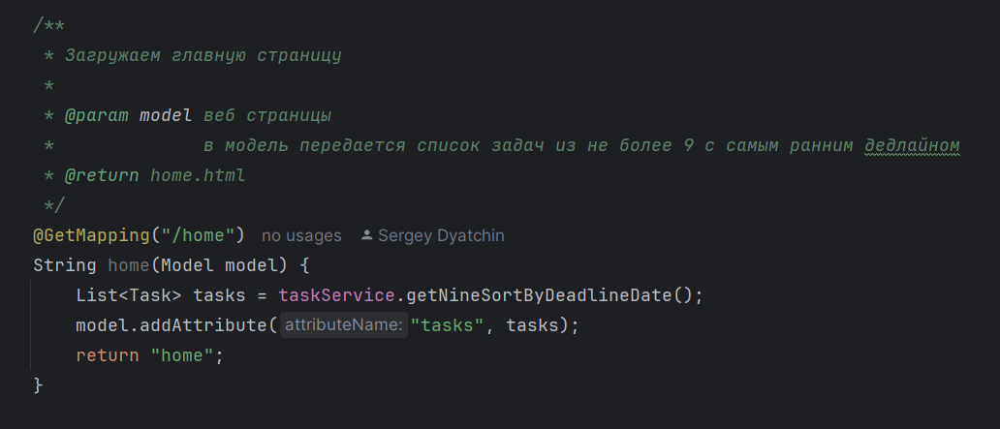 /**
 * Загружаем главную страницу
 *
 * @param model веб страницы
 *              в модель передается список задач из не более 9 с самым ранним дедлайном
 * @return home.html
 */
@GetMapping("/home") no usages Sergey Dyatchin
String home(Model model) {
    List<Task> tasks = taskService.getNineSortByDeadlineDate();
    model.addAttribute( attributeName: "tasks", tasks);
    return "home";
}